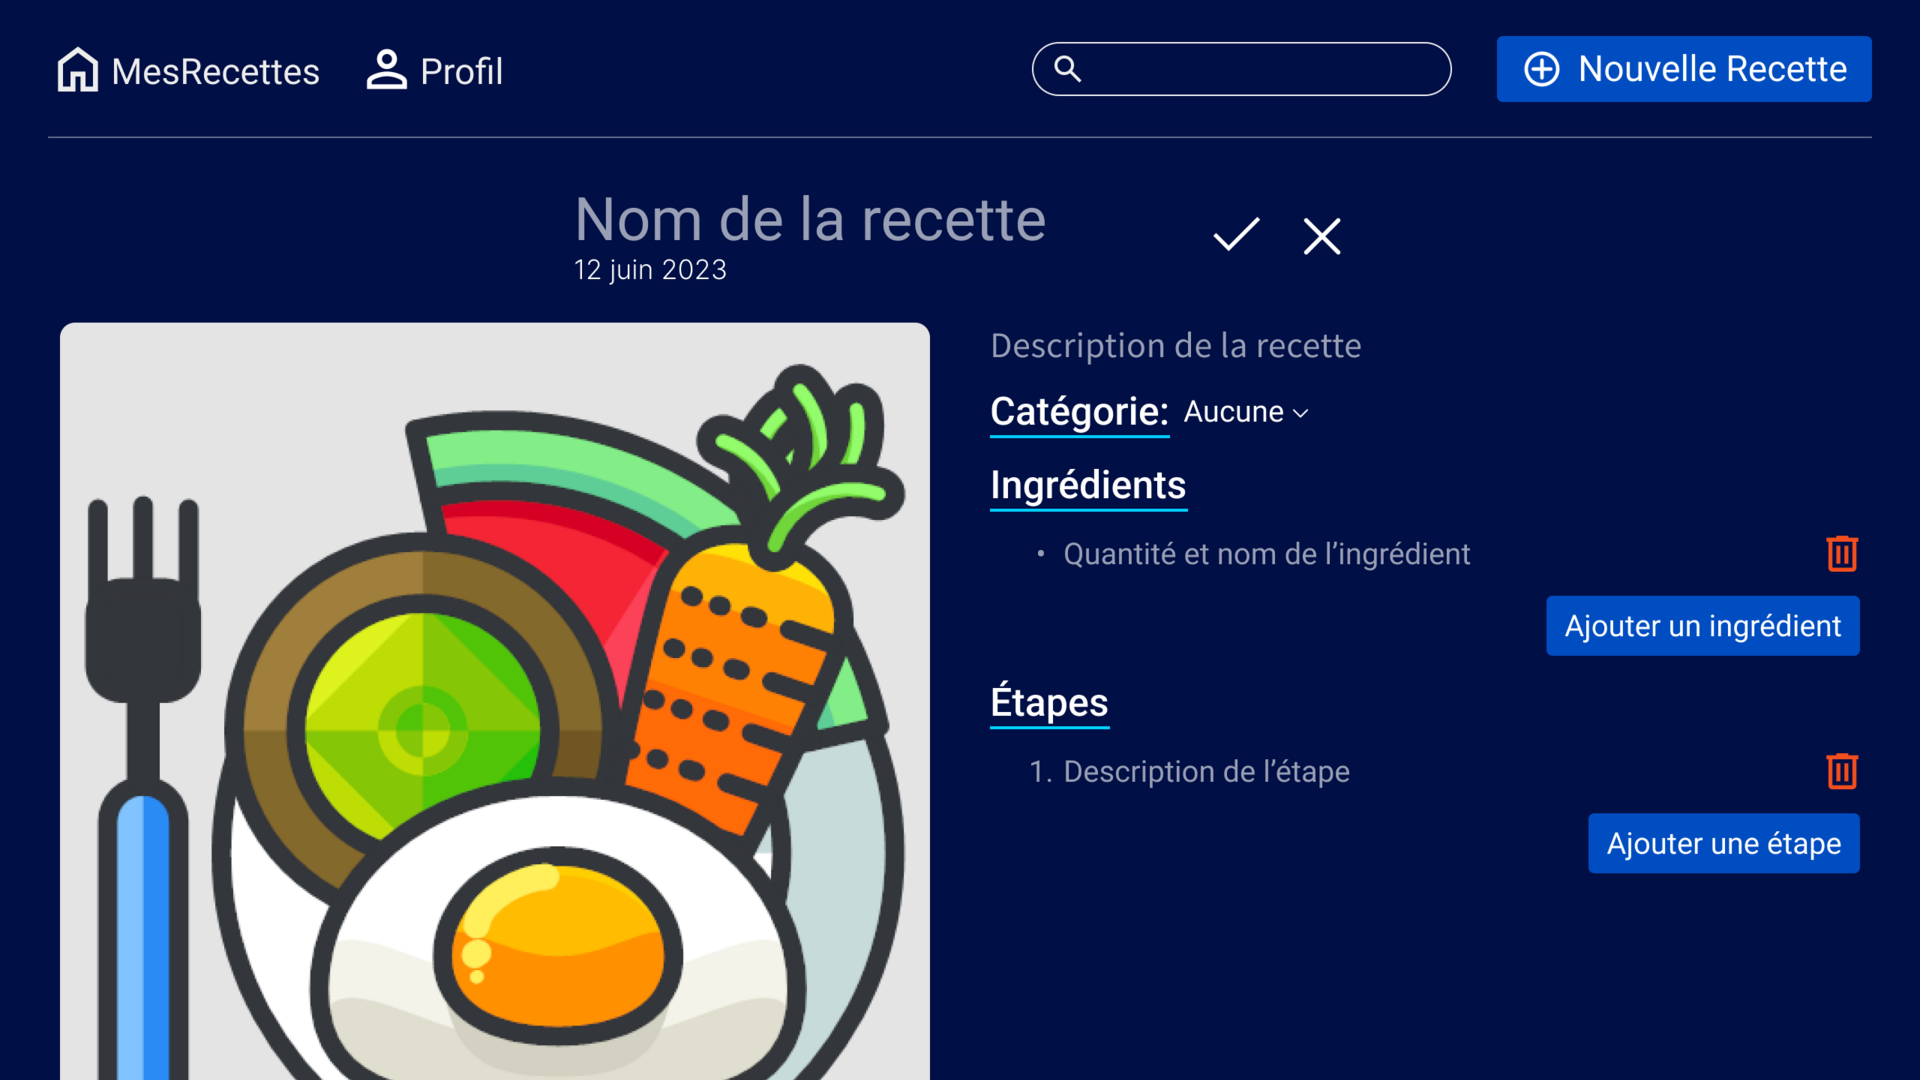 MesRecettes
Profil
Nouvelle Recette
Nom de la recette
12 juin 2023
Description de la recette
Catégorie: Aucune
Ingrédients
• Quantité et nom de l’ingrédient
Ajouter un ingrédient
Étapes
1. Description de l’étape
Ajouter une étape